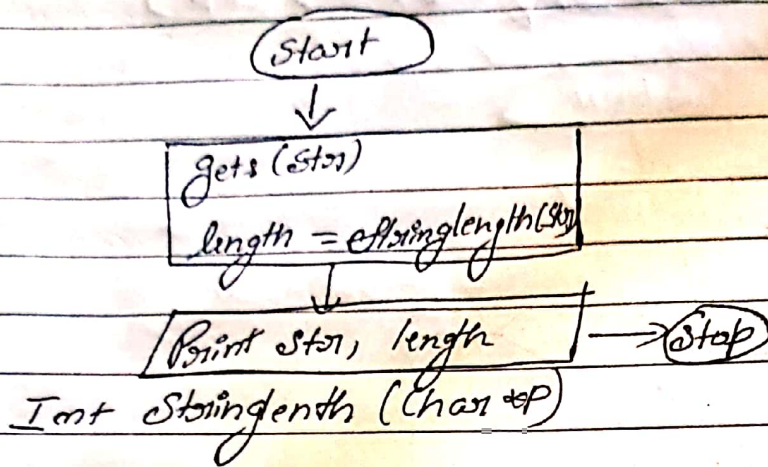 Start
gets (Str)
length = stringlength(Str)
Print Str, length
Stop
Int Stringlenth (Char *P)